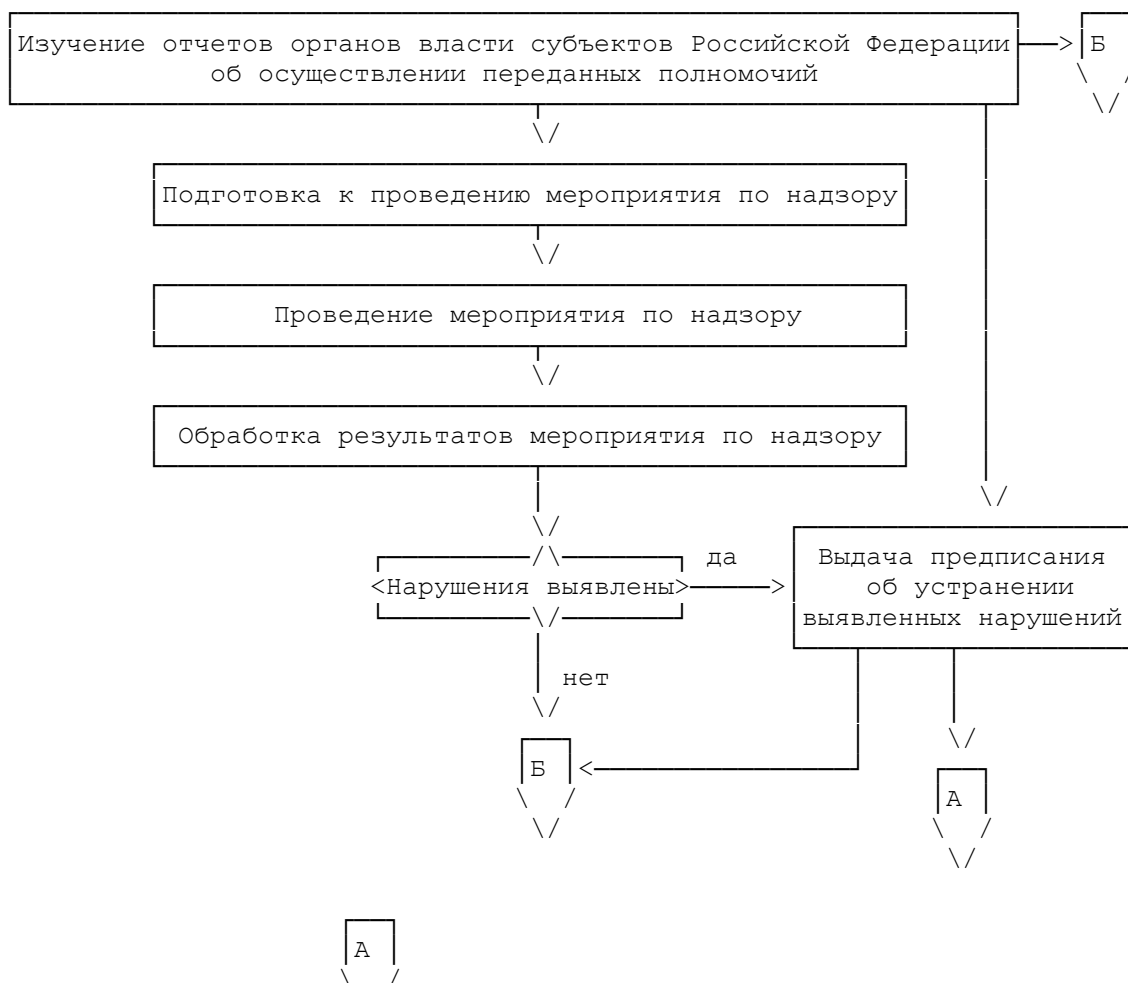 Изучение отчетов органов власти субъектов Российской Федерации
об осуществлении переданных полномочий
Б
Подготовка к проведению мероприятия по надзору
Проведение мероприятия по надзору
Обработка результатов мероприятия по надзору
Нарушения выявлены
да
Выдача предписания
об устранении
выявленных нарушений
нет
Б
А
А